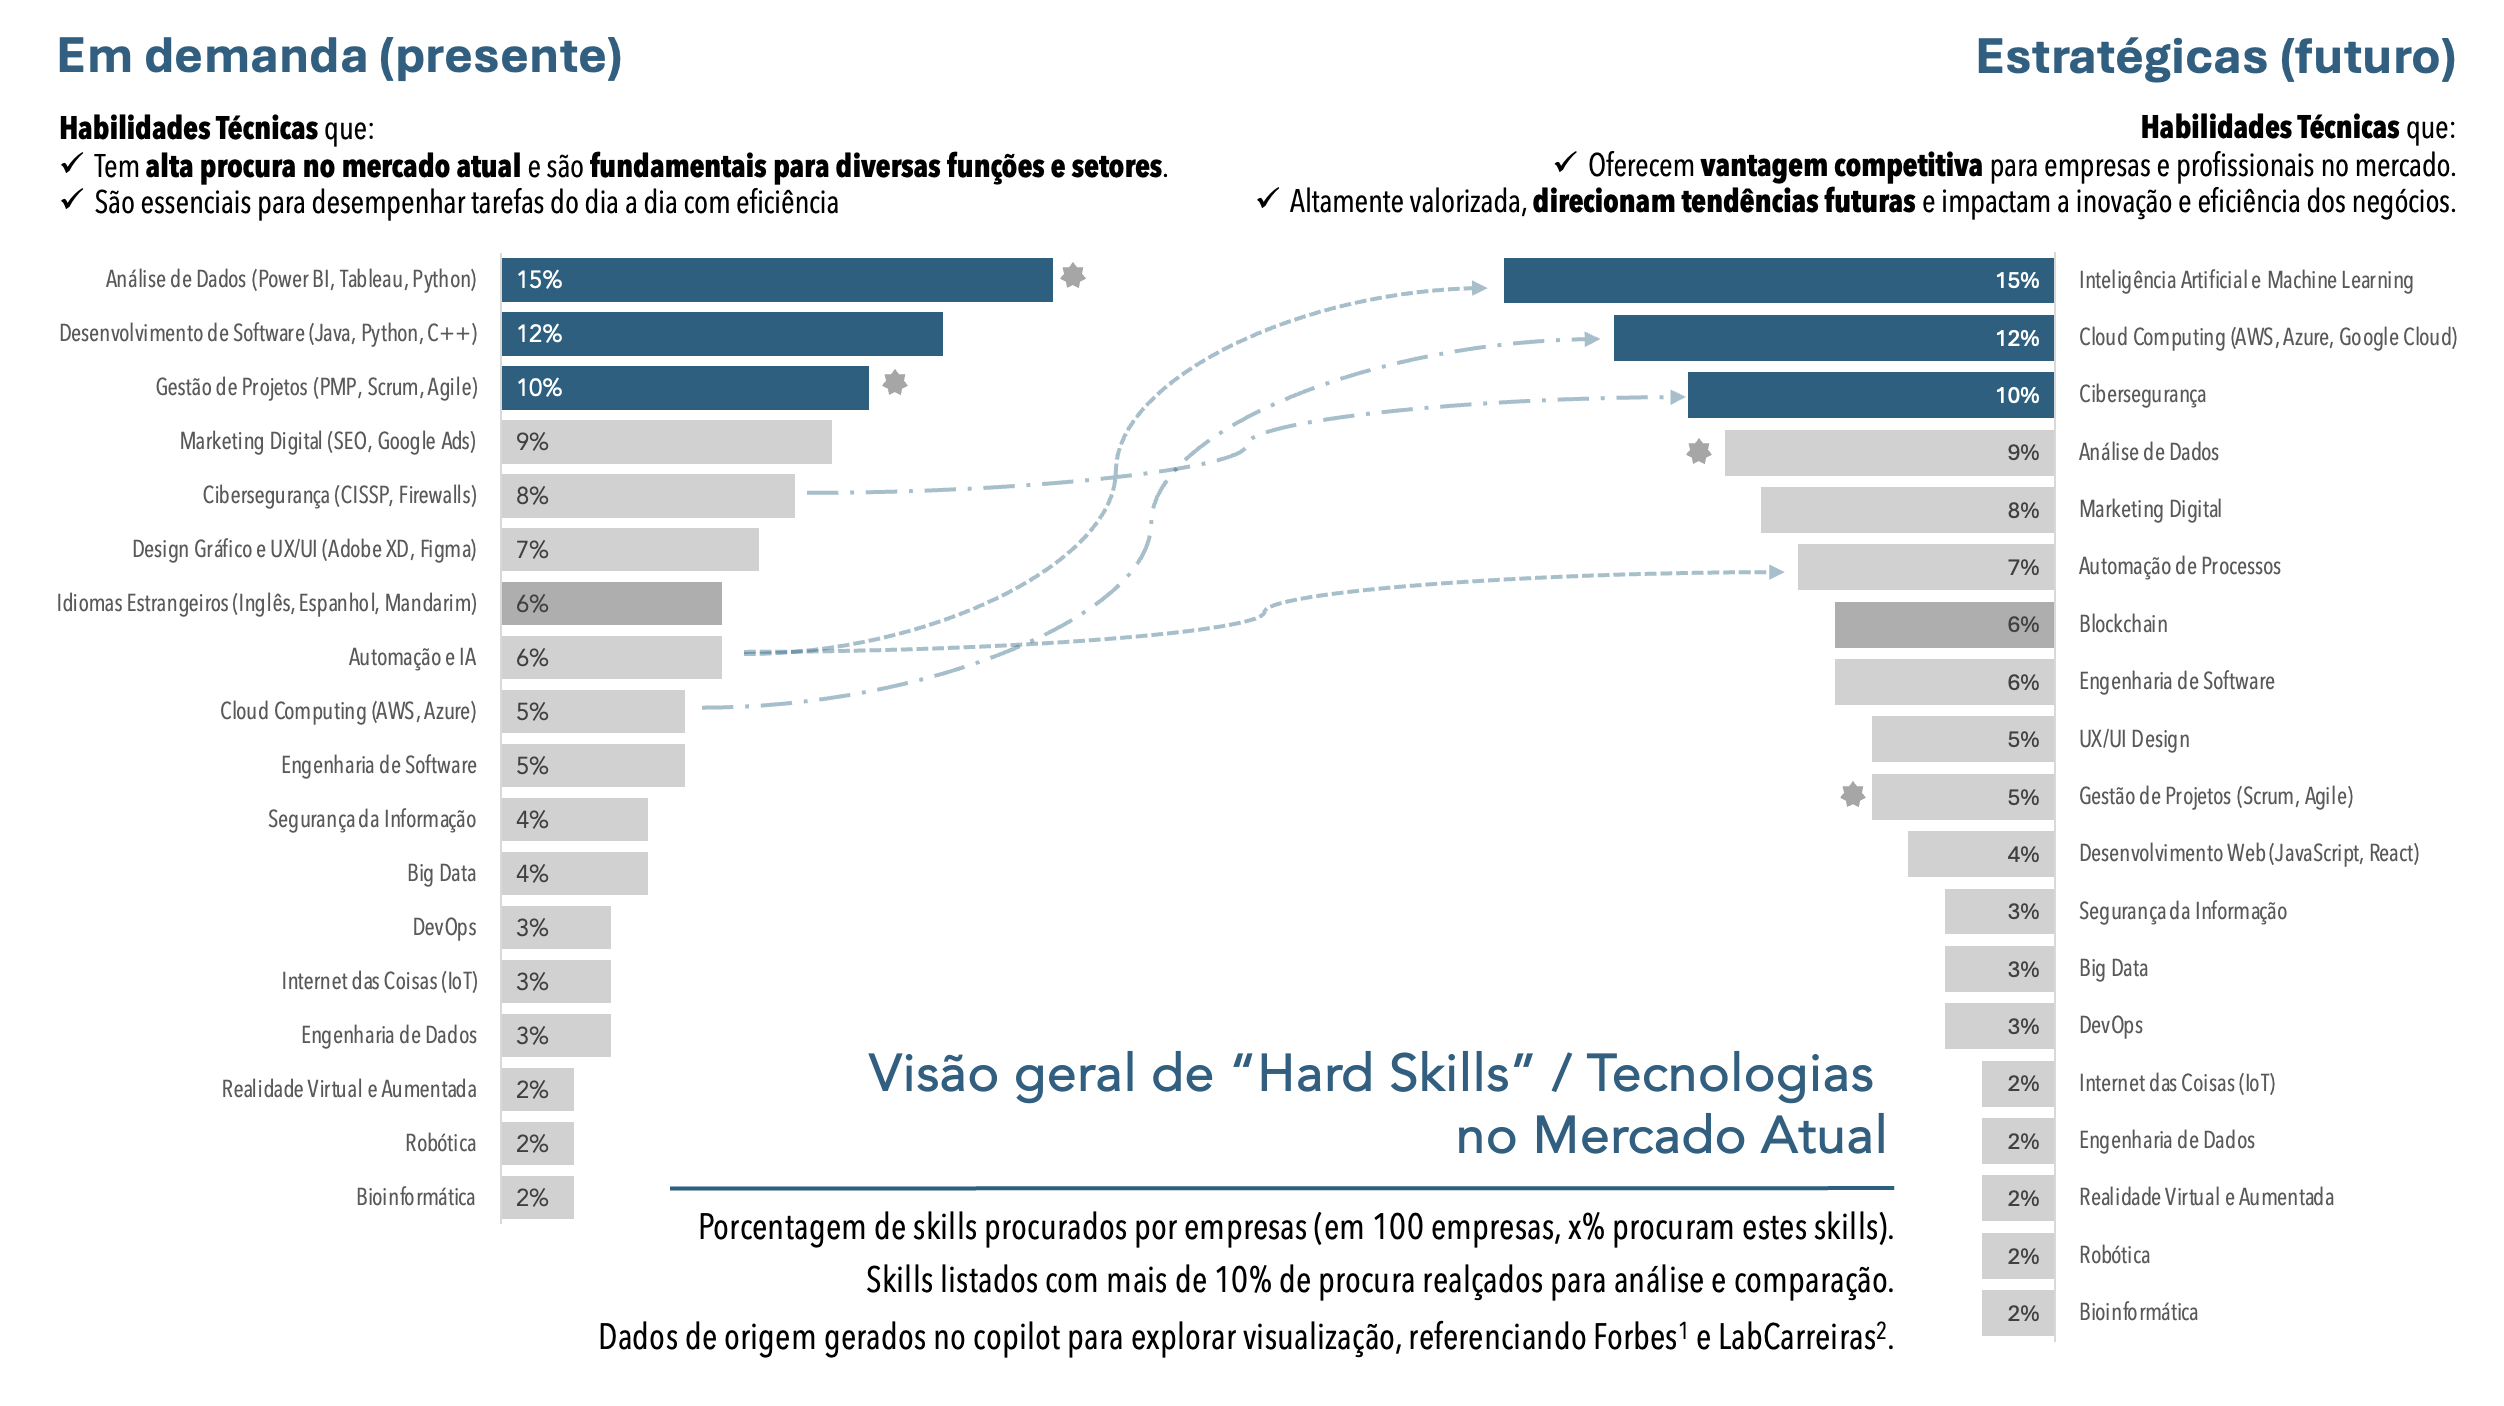 Em demanda (presente)
Habilidades Técnicas que:
✓ Tem alta procura no mercado atual e são fundamentais para diversas funções e setores.
✓ São essenciais para desempenhar tarefas do dia a dia com eficiência
Análise de Dados (Power BI, Tableau, Python) 15%
Desenvolvimento de Software (Java, Python, C++) 12%
Gestão de Projetos (PMP, Scrum, Agile) 10%
Marketing Digital (SEO, Google Ads) 9%
Cibersegurança (CISSP, Firewalls) 8%
Design Gráfico e UX/UI (Adobe XD, Figma) 7%
Idiomas Estrangeiros (Inglês, Espanhol, Mandarim) 6%
Automação e IA 6%
Cloud Computing (AWS, Azure) 5%
Engenharia de Software 5%
Segurança da Informação 4%
Big Data 4%
DevOps 3%
Internet das Coisas (IoT) 3%
Engenharia de Dados 3%
Realidade Virtual e Aumentada 2%
Robótica 2%
Bioinformática 2%
Estratégicas (futuro)
Habilidades Técnicas que:
✓ Oferecem vantagem competitiva para empresas e profissionais no mercado.
✓ Altamente valorizada, direcionam tendências futuras e impactam a inovação e eficiência dos negócios.
15% Inteligência Artificial e Machine Learning
12% Cloud Computing (AWS, Azure, Google Cloud)
10% Cibersegurança
9% Análise de Dados
8% Marketing Digital
7% Automação de Processos
6% Blockchain
6% Engenharia de Software
5% UX/UI Design
5% Gestão de Projetos (Scrum, Agile)
4% Desenvolvimento Web (JavaScript, React)
3% Segurança da Informação
3% Big Data
3% DevOps
2% Internet das Coisas (IoT)
2% Engenharia de Dados
2% Realidade Virtual e Aumentada
2% Robótica
2% Bioinformática
Visão geral de “Hard Skills” / Tecnologias
no Mercado Atual
Porcentagem de skills procurados por empresas (em 100 empresas, x% procuram estes skills).
Skills listados com mais de 10% de procura realçados para análise e comparação.
Dados de origem gerados no copilot para explorar visualização, referenciando Forbes¹ e LabCarreiras².